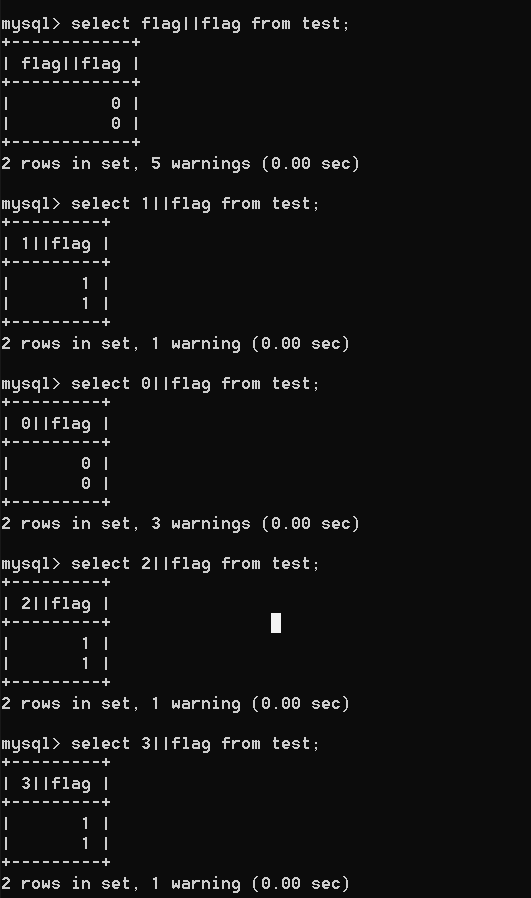 mysql> select flag||flag from test;
+------------+
| flag||flag |
+------------+
|          0 |
|          0 |
+------------+
2 rows in set, 5 warnings (0.00 sec)
mysql> select 1||flag from test;
+---------+
| 1||flag |
+---------+
|       1 |
|       1 |
+---------+
2 rows in set, 1 warning (0.00 sec)
mysql> select 0||flag from test;
+---------+
| 0||flag |
+---------+
|       0 |
|       0 |
+---------+
2 rows in set, 3 warnings (0.00 sec)
mysql> select 2||flag from test;
+---------+
| 2||flag |
+---------+
|       1 |
|       1 |
+---------+
2 rows in set, 1 warning (0.00 sec)
mysql> select 3||flag from test;
+---------+
| 3||flag |
+---------+
|       1 |
|       1 |
+---------+
2 rows in set, 1 warning (0.00 sec)